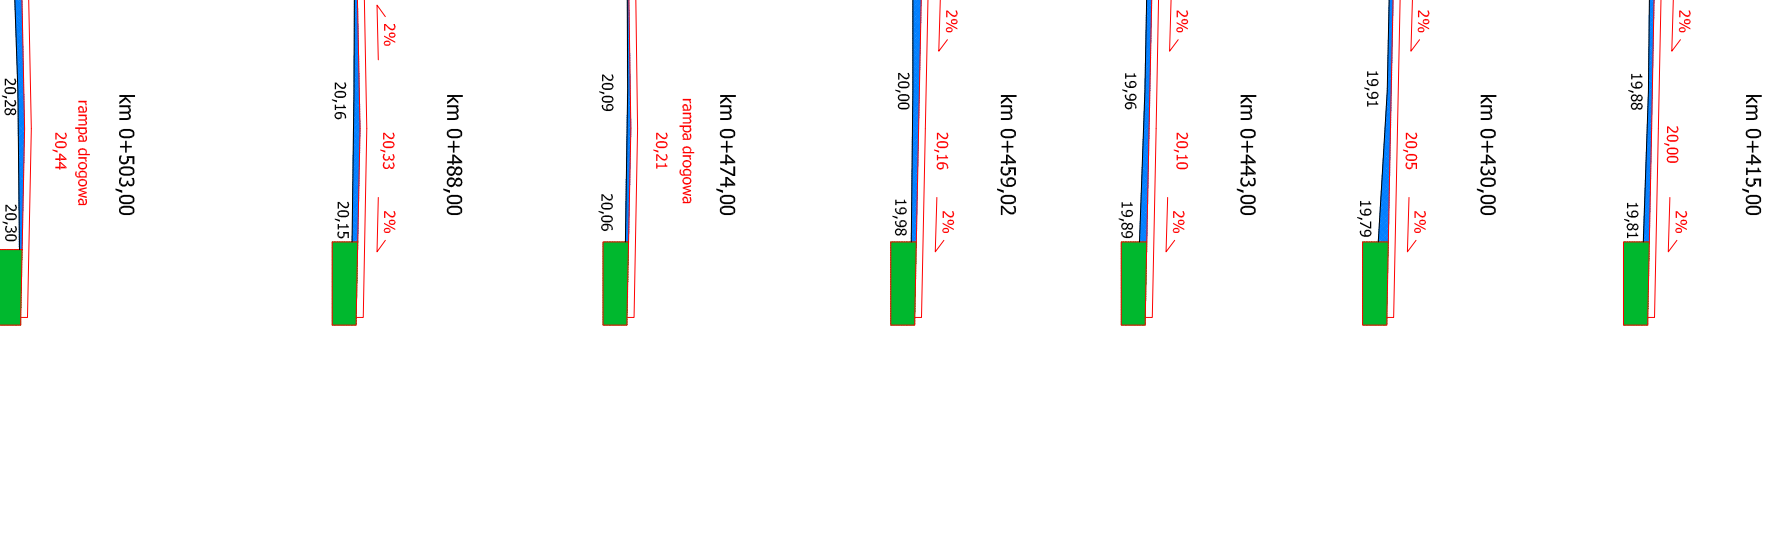 km 0+415,00
2% 20,00 2%
19,88 19,81
km 0+430,00
2% 20,05 2%
19,91 19,79
km 0+443,00
2% 20,10 2%
19,96 19,89
km 0+459,02
2% 20,16 2%
20,00 19,98
km 0+474,00
rampa drogowa
20,21
20,09 20,06
km 0+488,00
2% 20,33 2%
20,16 20,15
km 0+503,00
rampa drogowa
20,44
20,28 20,30